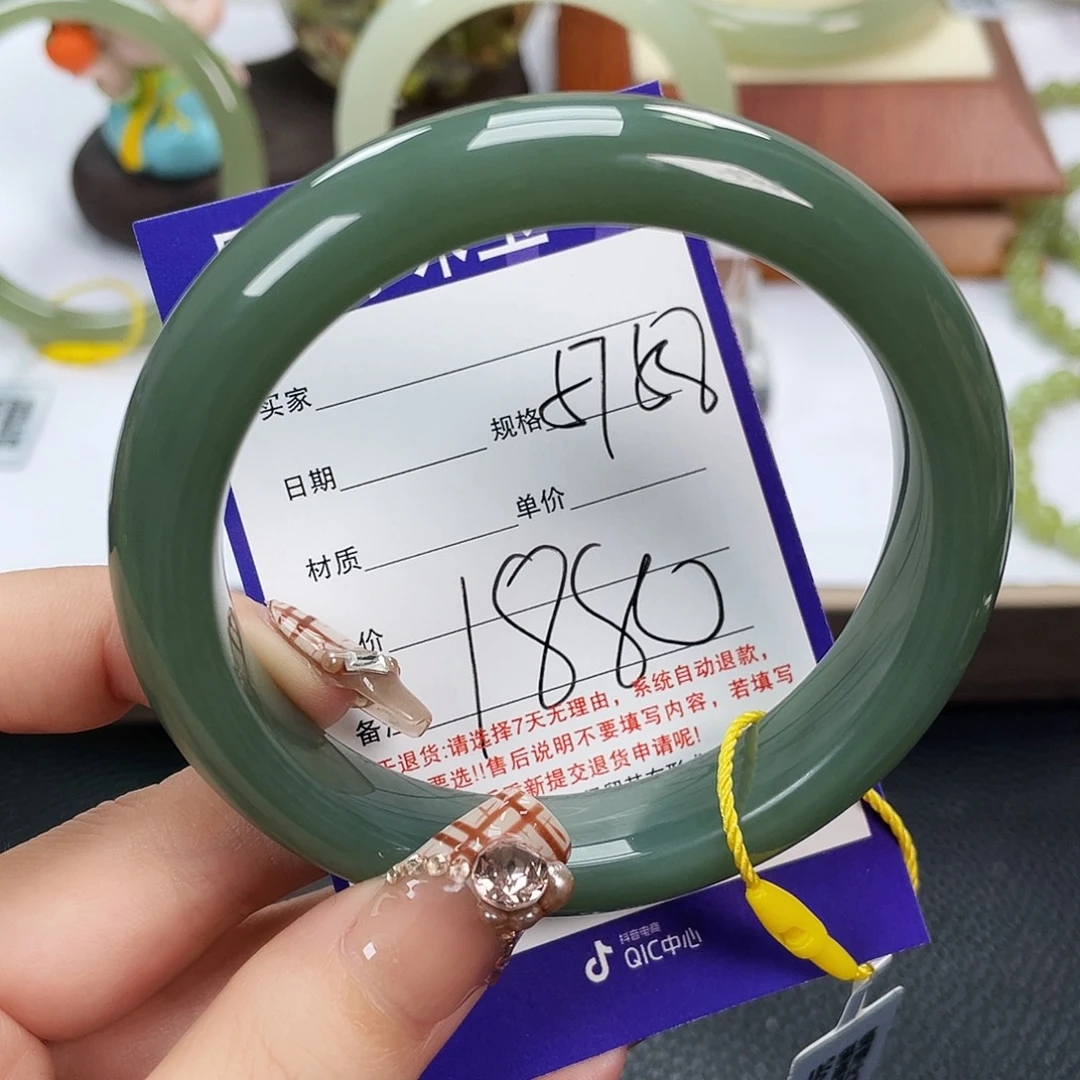 买家
规格 5758
日期
单价
材质
价 1880
备注
退货:请选择7天无理由，系统自动退款，
要选!!售后说明不要填写内容，若填写
新提交退货申请呢!
抖音电商
QIC中心